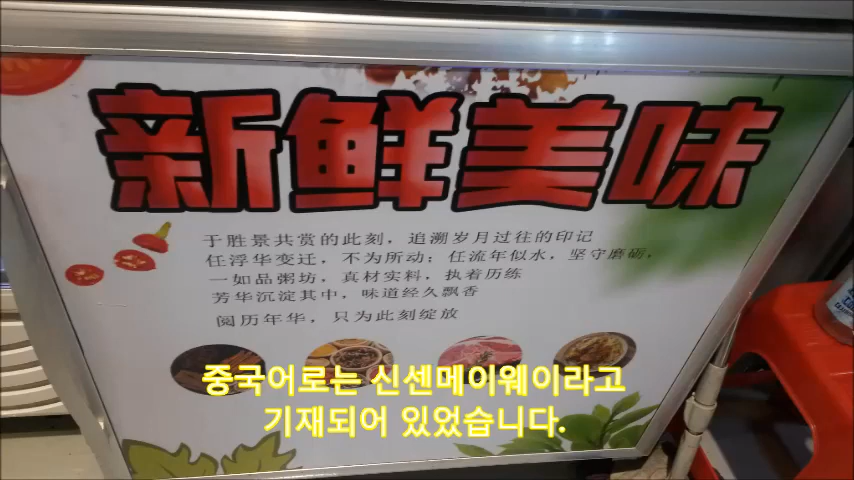 新鲜美味
于胜景共赏的此刻，追溯岁月过往的印记
任浮华变迁，不为所动；任流年似水，坚守磨砺，
一如品粥坊，真材实料，执着历练
芳华沉淀其中，味道经久飘香
阅历年华，只为此刻绽放
중국어로는 신센메이웨이라고
기재되어 있었습니다.